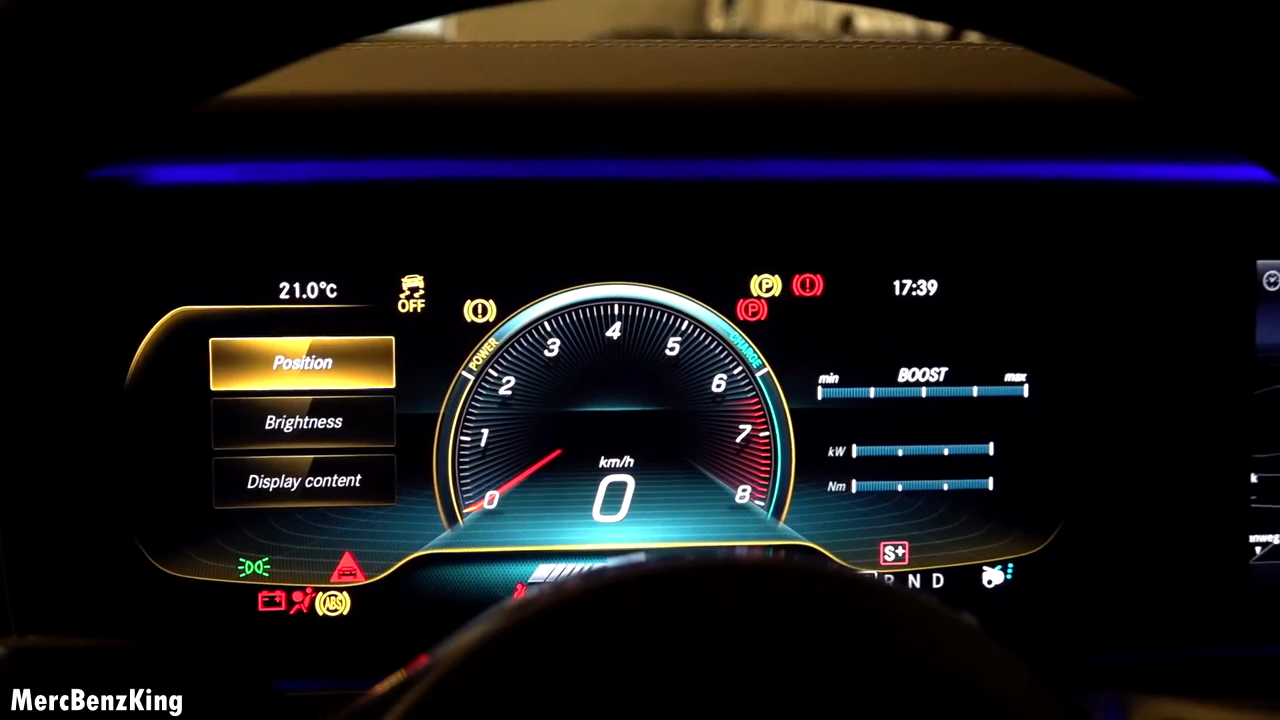 21.0°C
OFF
17:39
POWER
CHARGE
0
1
2
3
4
5
6
7
8
km/h
0
Position
Brightness
Display content
BOOST
min
max
kW
Nm
P
P
ABS
S+
R N D
MercBenzKing